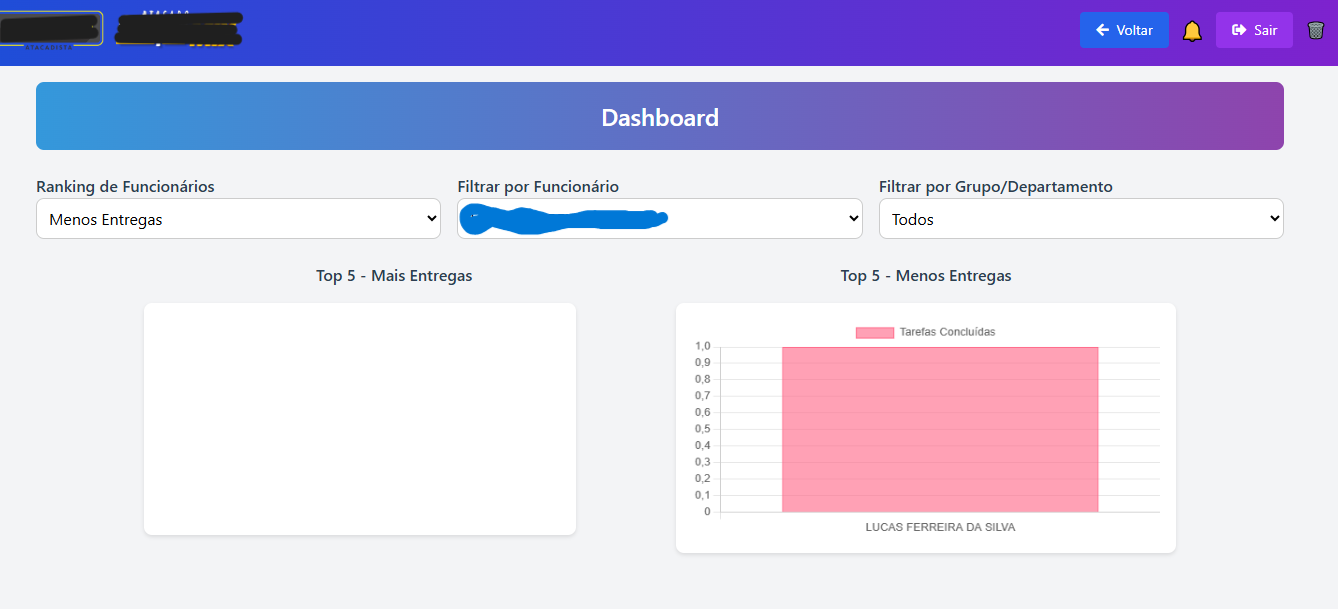 ATACADISTA
ATACADO
Voltar
Sair
Dashboard
Ranking de Funcionários
Filtrar por Funcionário
Filtrar por Grupo/Departamento
Menos Entregas
Todos
Top 5 - Mais Entregas
Top 5 - Menos Entregas
Tarefas Concluídas
1,0
0,9
0,8
0,7
0,6
0,5
0,4
0,3
0,2
0,1
0
LUCAS FERREIRA DA SILVA